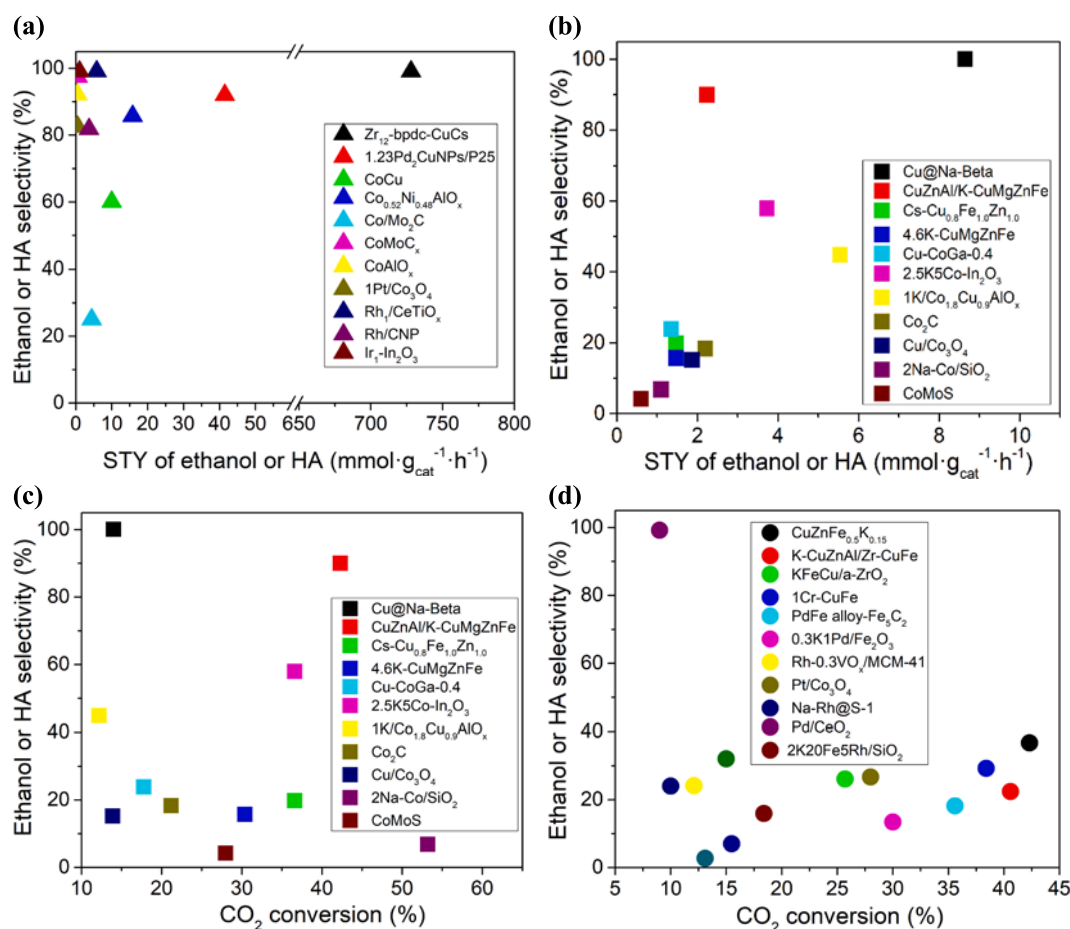 (a)
Ethanol or HA selectivity (%)
100
80
60
40
20
0
Zr₁₂-bpdc-CuCs
1.23Pd₂CuNPs/P25
CoCu
Co₀.₅₂Ni₀.₄₈AlOₓ
Co/Mo₂C
CoMoCₓ
CoAlOₓ
1Pt/Co₃O₄
Rh₁/CeTiOₓ
Rh/CNP
Ir₁-In₂O₃
0 10 20 30 40 50 60 650 700 750 800
STY of ethanol or HA (mmol·g_cat⁻¹·h⁻¹)
(b)
Ethanol or HA selectivity (%)
100
80
60
40
20
0
Cu@Na-Beta
CuZnAl/K-CuMgZnFe
Cs-Cu₀.₈Fe₁.₀Zn₁.₀
4.6K-CuMgZnFe
Cu-CoGa-0.4
2.5K5Co-In₂O₃
1K/Co₁.₈Cu₀.₉AlOₓ
Co₂C
Cu/Co₃O₄
2Na-Co/SiO₂
CoMoS
0 2 4 6 8 10
STY of ethanol or HA (mmol·g_cat⁻¹·h⁻¹)
(c)
Ethanol or HA selectivity (%)
100
80
60
40
20
0
Cu@Na-Beta
CuZnAl/K-CuMgZnFe
Cs-Cu₀.₈Fe₁.₀Zn₁.₀
4.6K-CuMgZnFe
Cu-CoGa-0.4
2.5K5Co-In₂O₃
1K/Co₁.₈Cu₀.₉AlOₓ
Co₂C
Cu/Co₃O₄
2Na-Co/SiO₂
CoMoS
10 20 30 40 50 60
CO₂ conversion (%)
(d)
Ethanol or HA selectivity (%)
100
80
60
40
20
0
CuZnFe₀.₅K₀.₁₅
K-CuZnAl/Zr-CuFe
KFeCu/a-ZrO₂
1Cr-CuFe
PdFe alloy-Fe₅C₂
0.3K1Pd/Fe₂O₃
Rh-0.3VOₓ/MCM-41
Pt/Co₃O₄
Na-Rh@S-1
Pd/CeO₂
2K20Fe5Rh/SiO₂
5 10 15 20 25 30 35 40 45
CO₂ conversion (%)